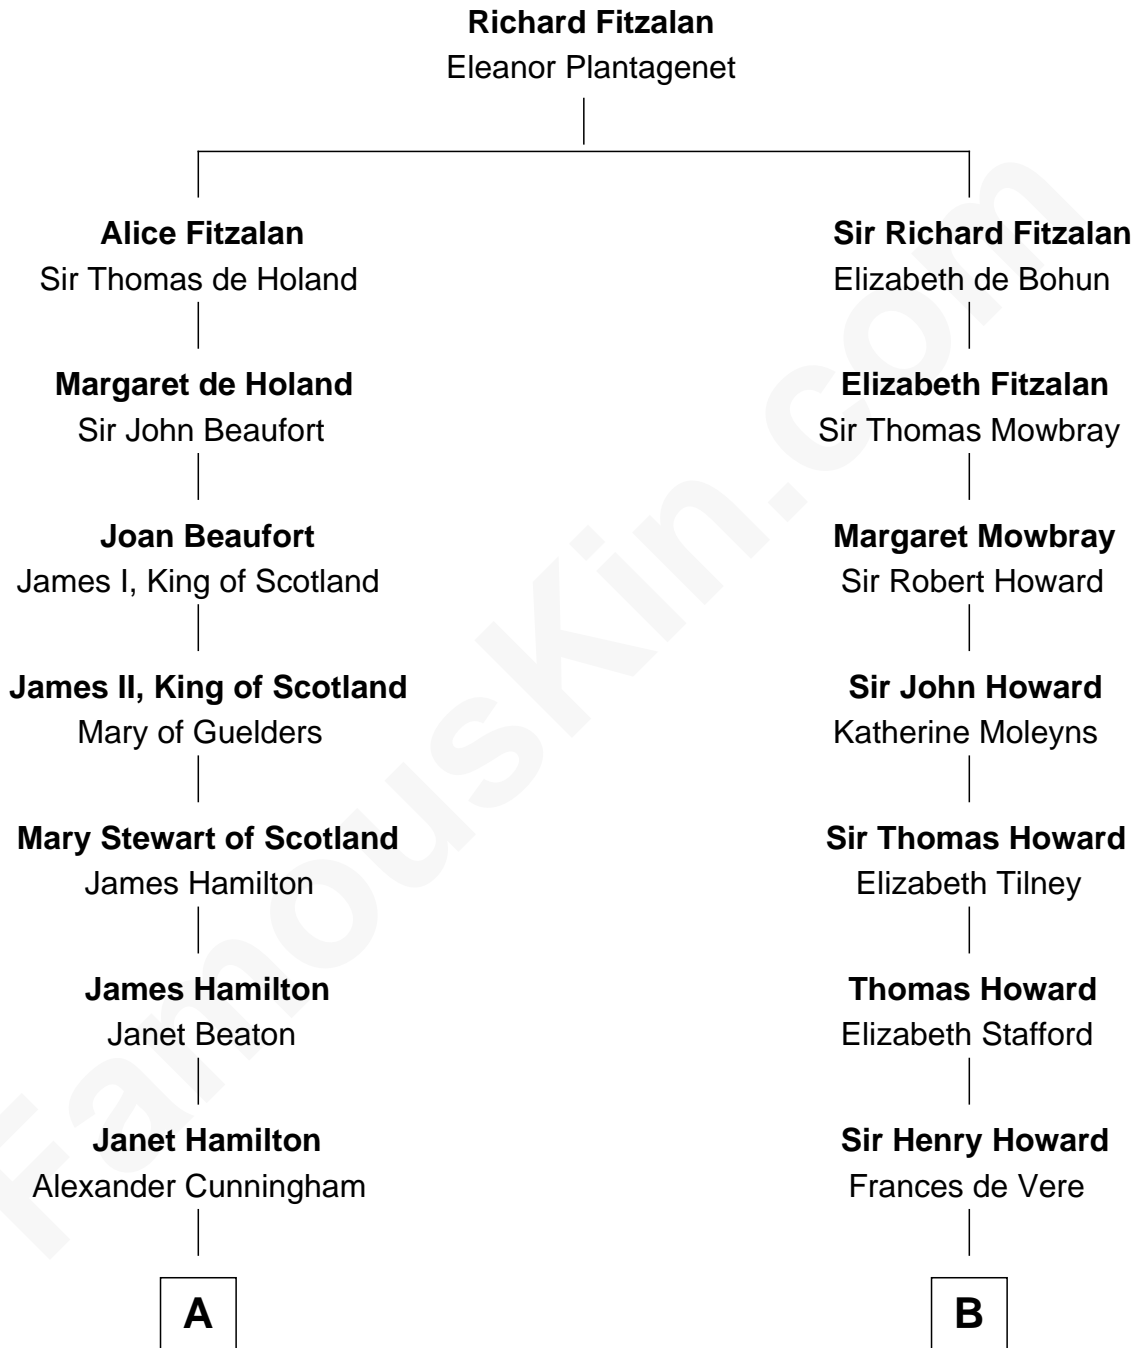 Richard Fitzalan
Eleanor Plantagenet
Alice Fitzalan
Sir Thomas de Holand
Sir Richard Fitzalan
Elizabeth de Bohun
Margaret de Holand
Sir John Beaufort
Elizabeth Fitzalan
Sir Thomas Mowbray
Joan Beaufort
James I, King of Scotland
Margaret Mowbray
Sir Robert Howard
James II, King of Scotland
Mary of Guelders
Sir John Howard
Katherine Moleyns
Mary Stewart of Scotland
James Hamilton
Sir Thomas Howard
Elizabeth Tilney
James Hamilton
Janet Beaton
Thomas Howard
Elizabeth Stafford
Janet Hamilton
Alexander Cunningham
Sir Henry Howard
Frances de Vere
A
B
FamousKin.com